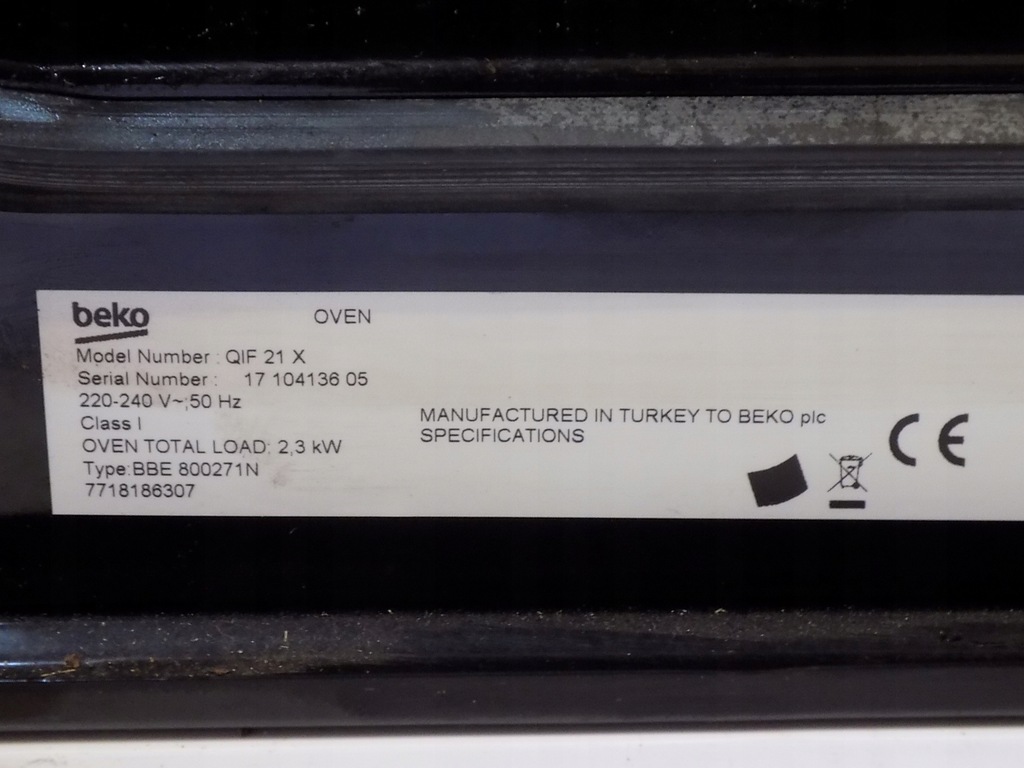 beko OVEN
Model Number : QIF 21 X
Serial Number : 17 104136 05
220-240 V~;50 Hz
Class I
OVEN TOTAL LOAD: 2,3 kW
Type:BBE 800271N
7718186307
MANUFACTURED IN TURKEY TO BEKO plc
SPECIFICATIONS
CE